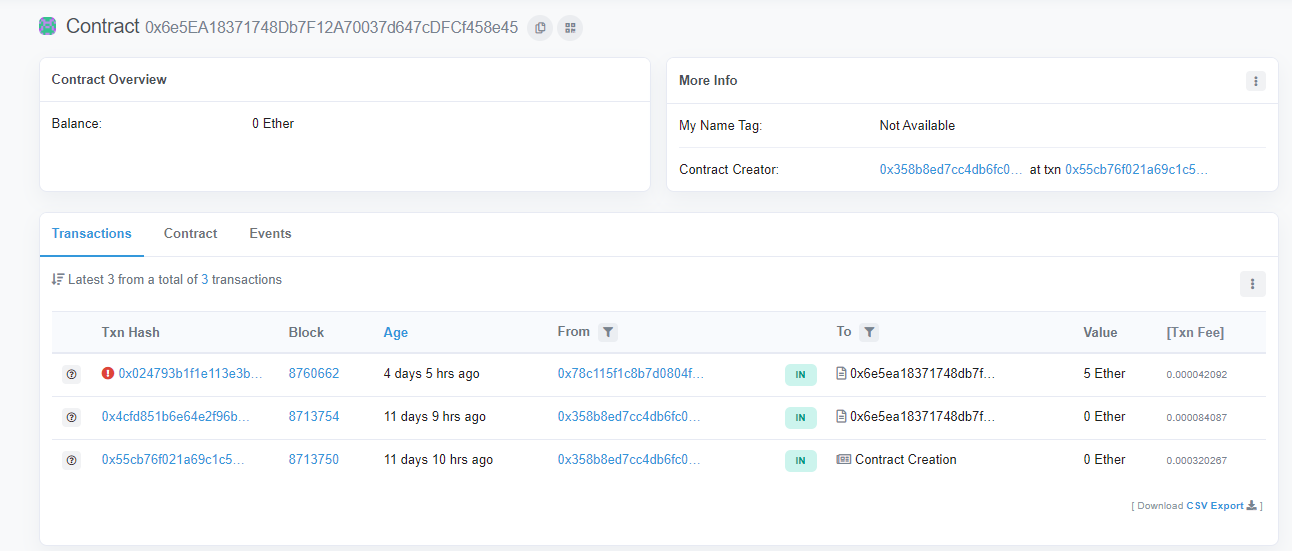 Contract 0x6e5EA18371748Db7F12A70037d647cDFCf458e45
Contract Overview
Balance: 0 Ether
More Info
My Name Tag: Not Available
Contract Creator: 0x358b8ed7cc4db6fc0... at txn 0x55cb76f021a69c1c5...
Transactions Contract Events
Latest 3 from a total of 3 transactions
Txn Hash Block Age From To Value [Txn Fee]
0x024793b1f1e113e3b... 8760662 4 days 5 hrs ago 0x78c115f1c8b7d0804f... IN 0x6e5ea18371748db7f... 5 Ether 0.000042092
0x4cfd851b6e64e2f96b... 8713754 11 days 9 hrs ago 0x358b8ed7cc4db6fc0... IN 0x6e5ea18371748db7f... 0 Ether 0.000084087
0x55cb76f021a69c1c5... 8713750 11 days 10 hrs ago 0x358b8ed7cc4db6fc0... IN Contract Creation 0 Ether 0.000320267
[ Download CSV Export ]